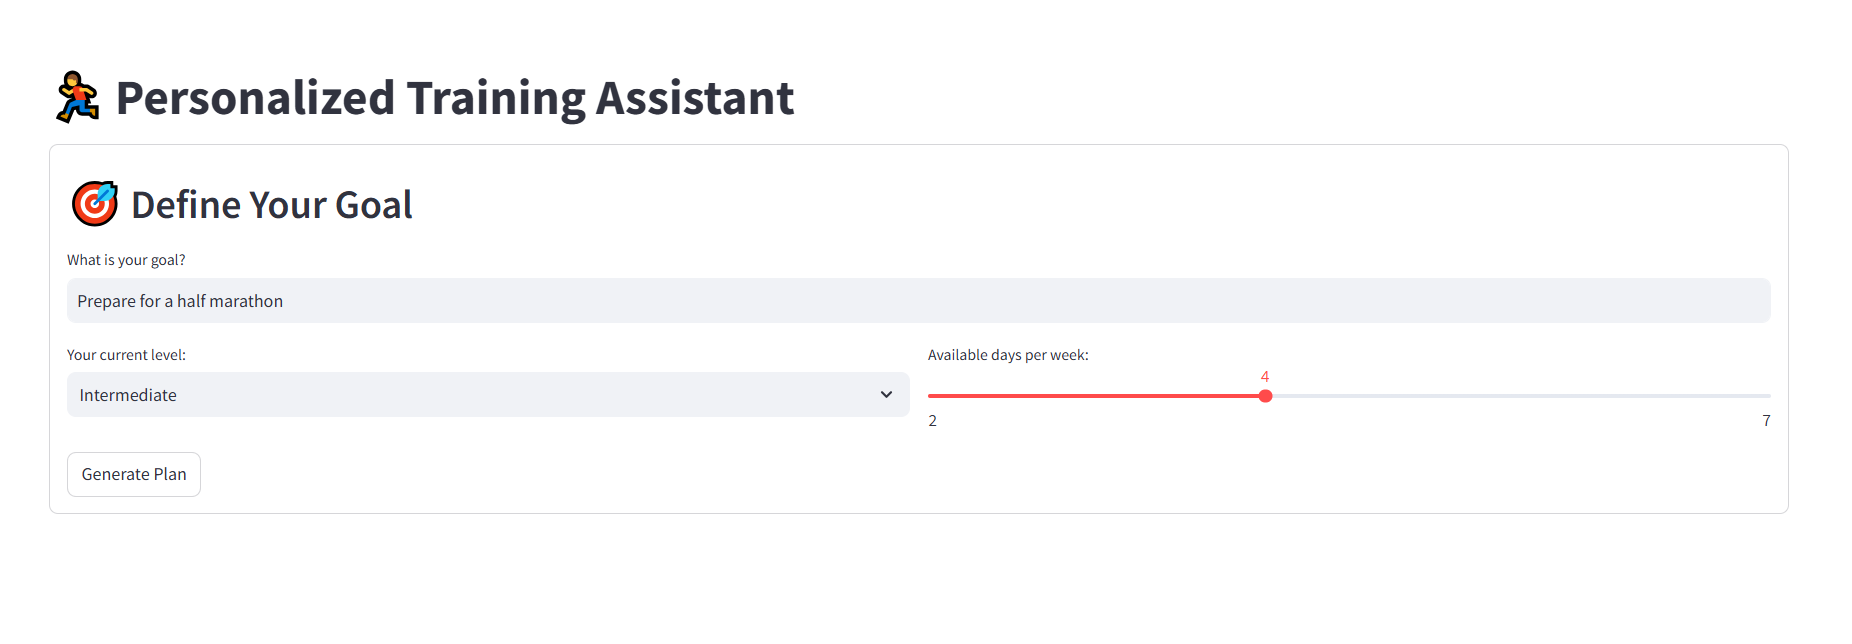 Personalized Training Assistant
Define Your Goal
What is your goal?
Prepare for a half marathon
Your current level:
Intermediate
Available days per week:
4
2
7
Generate Plan